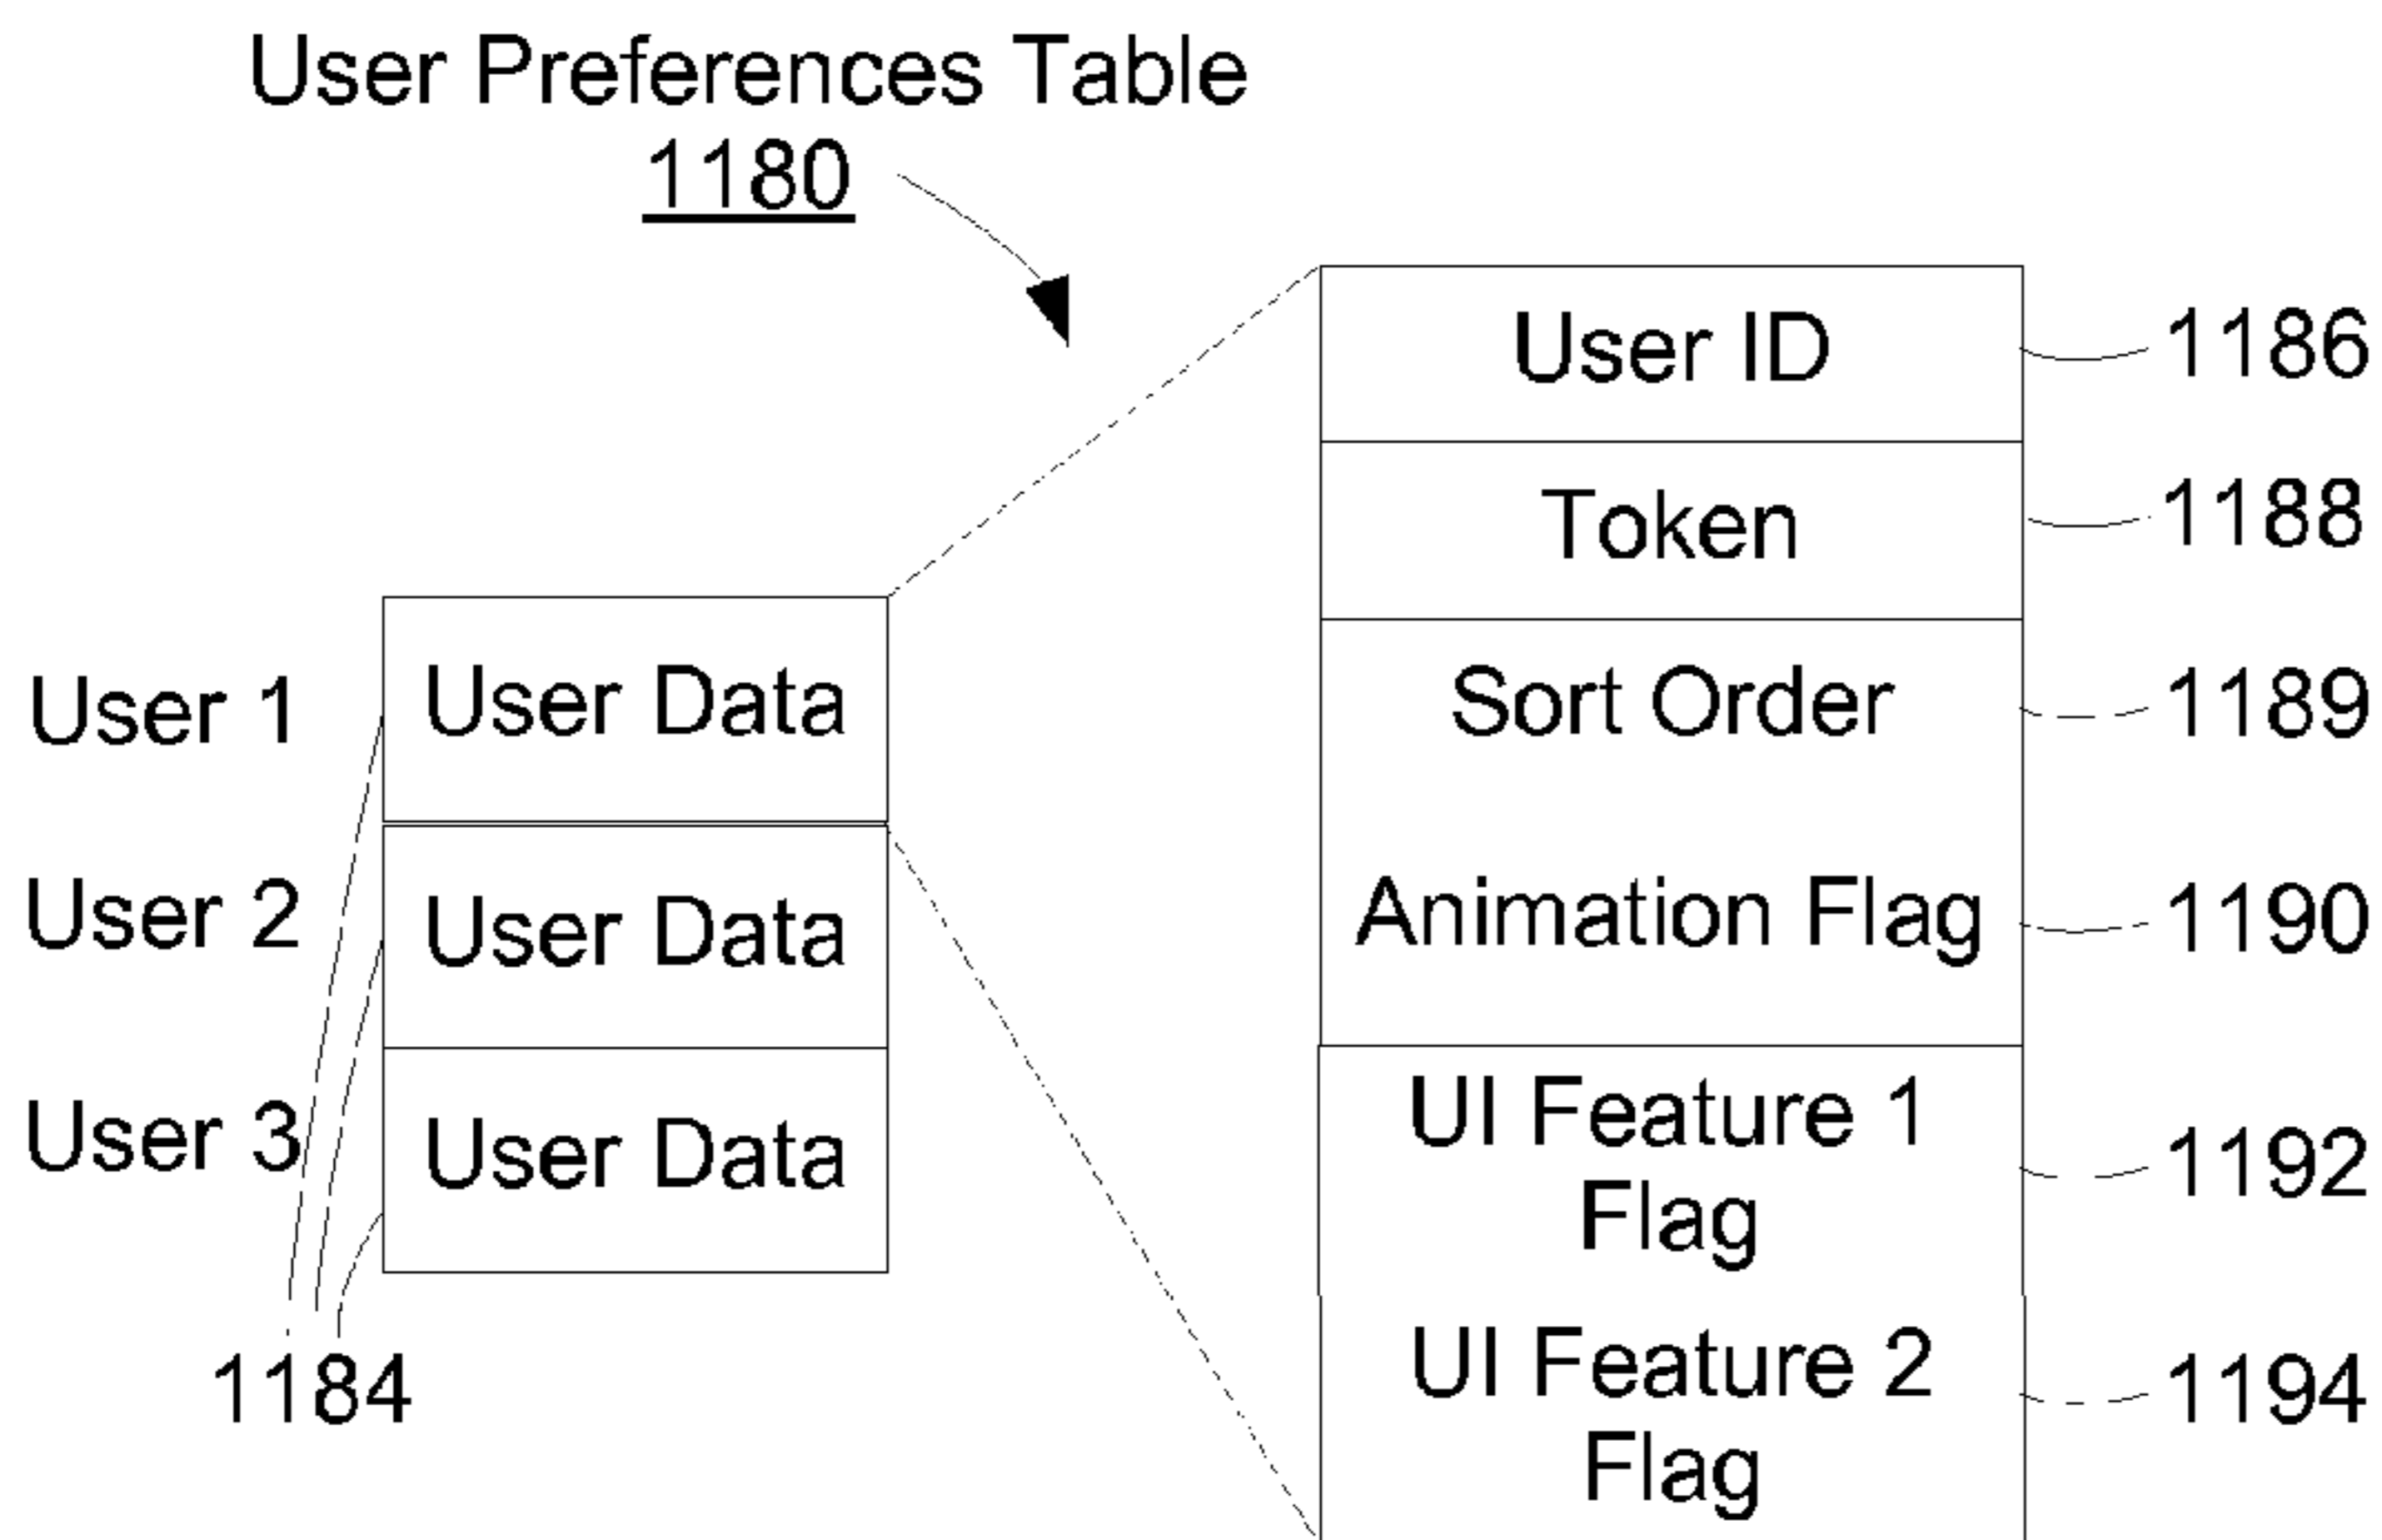 User Preferences Table
1180
User ID
1186
Token
1188
User 1
User Data
Sort Order
1189
User 2
User Data
Animation Flag
1190
User 3
User Data
UI Feature 1
Flag
1192
1184
UI Feature 2
Flag
1194